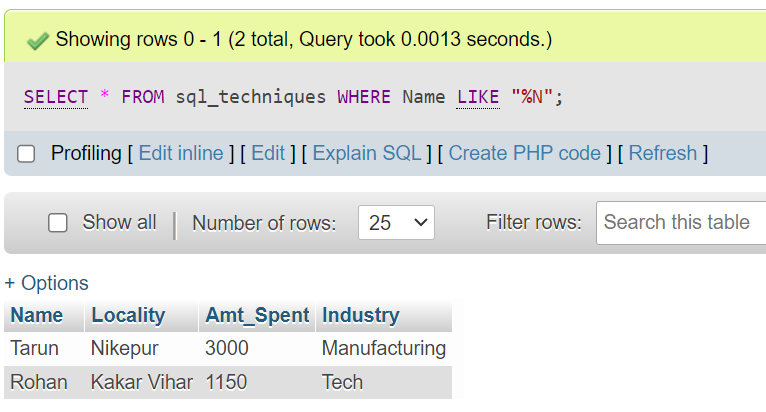 Showing rows 0 - 1 (2 total, Query took 0.0013 seconds.)
SELECT * FROM sql_techniques WHERE Name LIKE "%N";
Profiling [ Edit inline ] [ Edit ] [ Explain SQL ] [ Create PHP code ] [ Refresh ]
Show all | Number of rows: 25 Filter rows: Search this table
+ Options
Name Locality Amt_Spent Industry
Tarun Nikepur 3000 Manufacturing
Rohan Kakar Vihar 1150 Tech